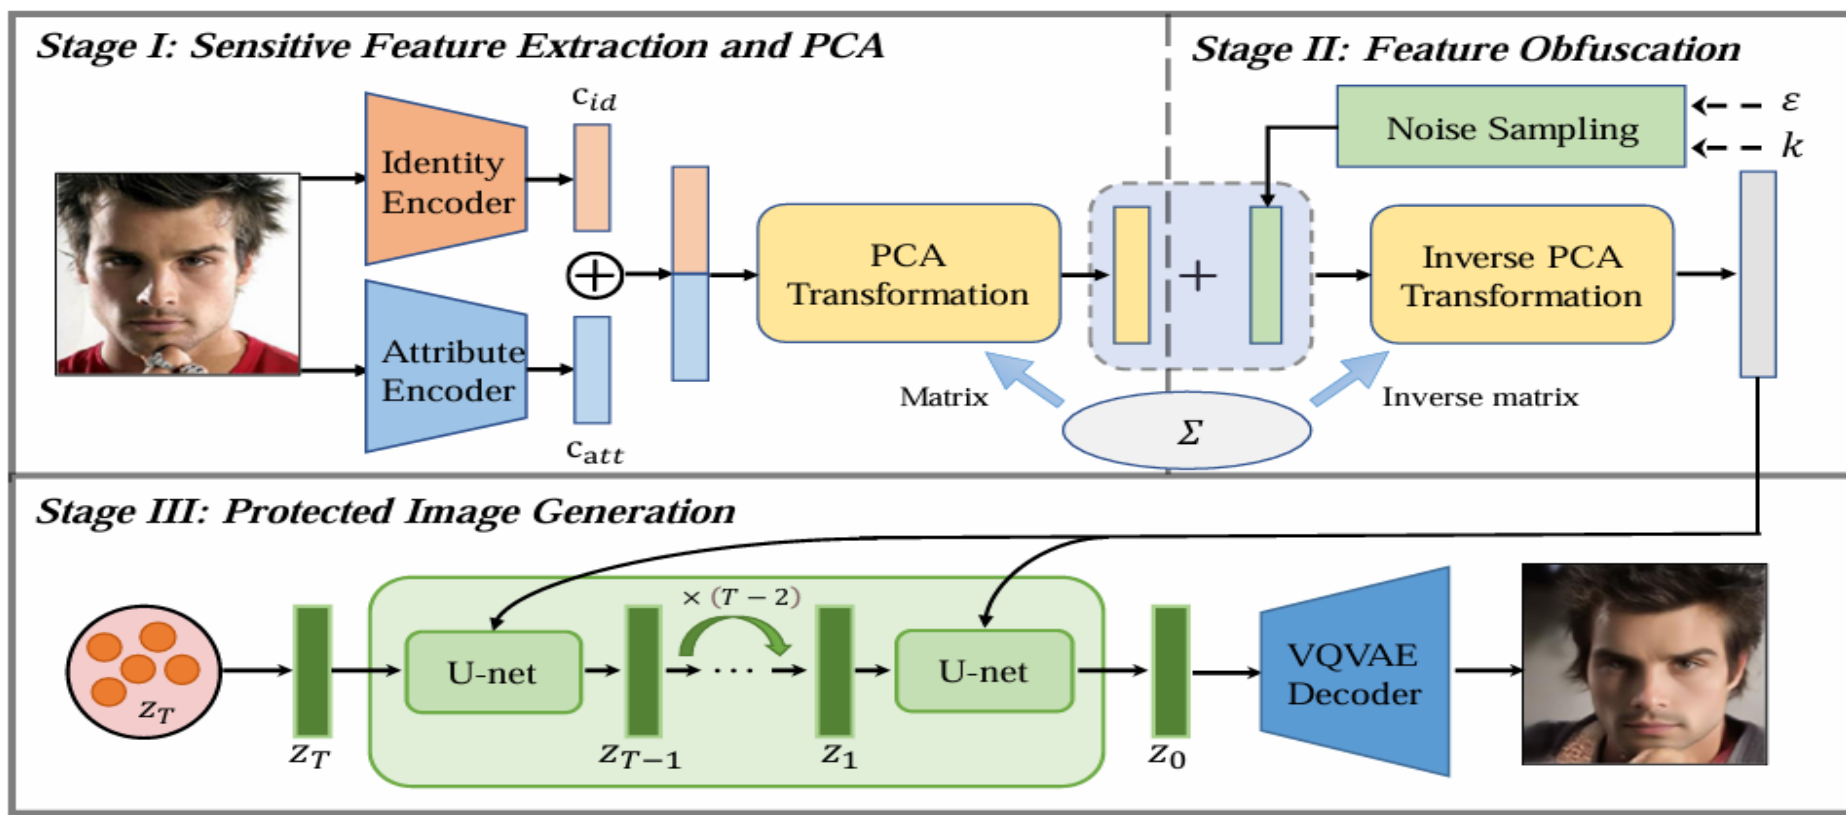 Stage I: Sensitive Feature Extraction and PCA
Stage II: Feature Obfuscation
c_id
Identity
Encoder
Attribute
Encoder
c_att
PCA
Transformation
Matrix
Σ
+
Noise Sampling
ε
k
Inverse PCA
Transformation
Inverse matrix
Stage III: Protected Image Generation
z_T
z_T
U-net
z_{T−1}
× (T − 2)
···
z_1
U-net
z_0
VQVAE
Decoder